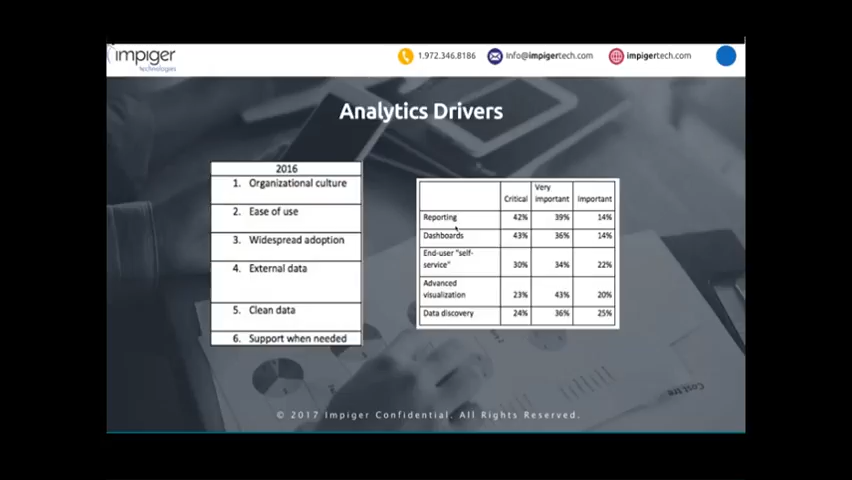 impiger
technologies
1.972.346.8186
Info@impigertech.com
impigertech.com
Analytics Drivers
2016
1. Organizational culture
2. Ease of use
3. Widespread adoption
4. External data
5. Clean data
6. Support when needed
Critical Very important Important
Reporting 42% 39% 14%
Dashboards 43% 36% 14%
End-user "self-
service" 30% 34% 22%
Advanced
visualization 23% 43% 20%
Data discovery 24% 36% 25%
© 2017 Impiger Confidential. All Rights Reserved.